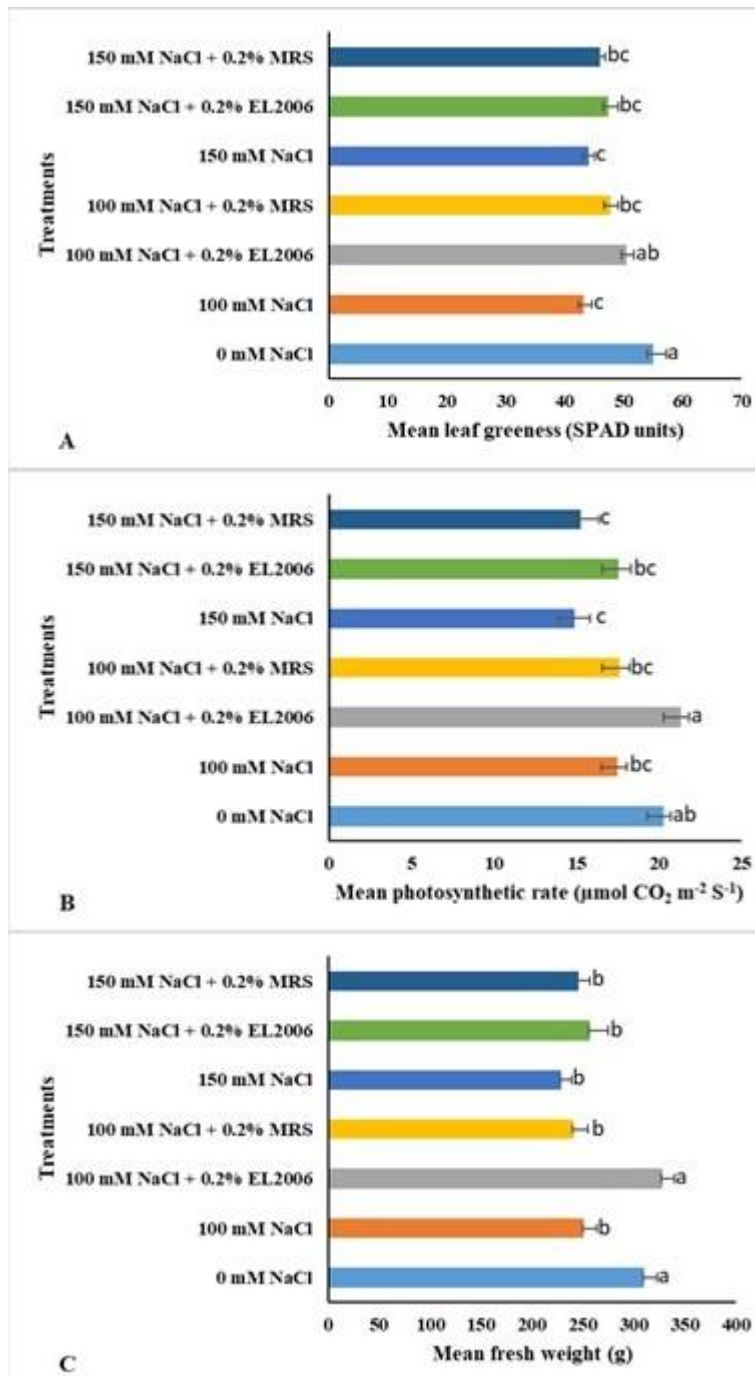 Treatments
150 mM NaCl + 0.2% MRS
bc
150 mM NaCl + 0.2% EL2006
bc
150 mM NaCl
c
100 mM NaCl + 0.2% MRS
bc
100 mM NaCl + 0.2% EL2006
ab
100 mM NaCl
c
0 mM NaCl
a
0 10 20 30 40 50 60 70
Mean leaf greeness (SPAD units)
A
Treatments
150 mM NaCl + 0.2% MRS
c
150 mM NaCl + 0.2% EL2006
bc
150 mM NaCl
c
100 mM NaCl + 0.2% MRS
bc
100 mM NaCl + 0.2% EL2006
a
100 mM NaCl
bc
0 mM NaCl
ab
0 5 10 15 20 25
Mean photosynthetic rate (µmol CO₂ m⁻² S⁻¹)
B
Treatments
150 mM NaCl + 0.2% MRS
b
150 mM NaCl + 0.2% EL2006
b
150 mM NaCl
b
100 mM NaCl + 0.2% MRS
b
100 mM NaCl + 0.2% EL2006
a
100 mM NaCl
b
0 mM NaCl
a
0 50 100 150 200 250 300 350 400
Mean fresh weight (g)
C